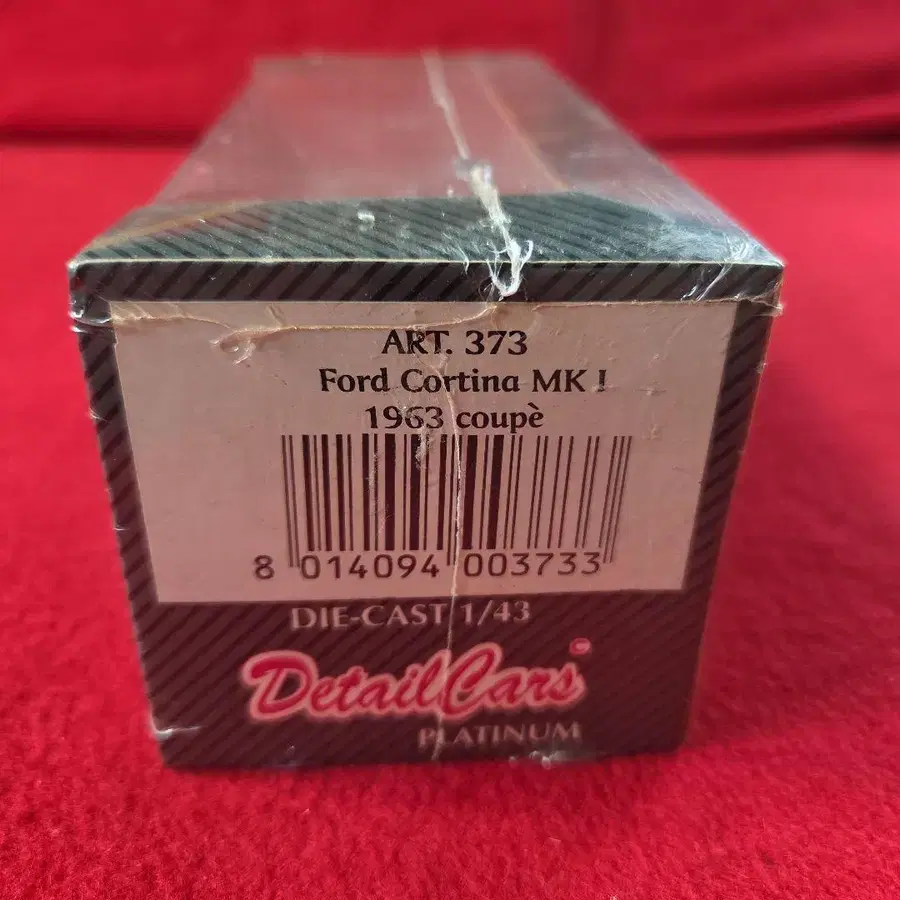 ART. 373
Ford Cortina MK I
1963 coupè
8 014094 003733
DIE-CAST 1/43
DetailCars
PLATINUM